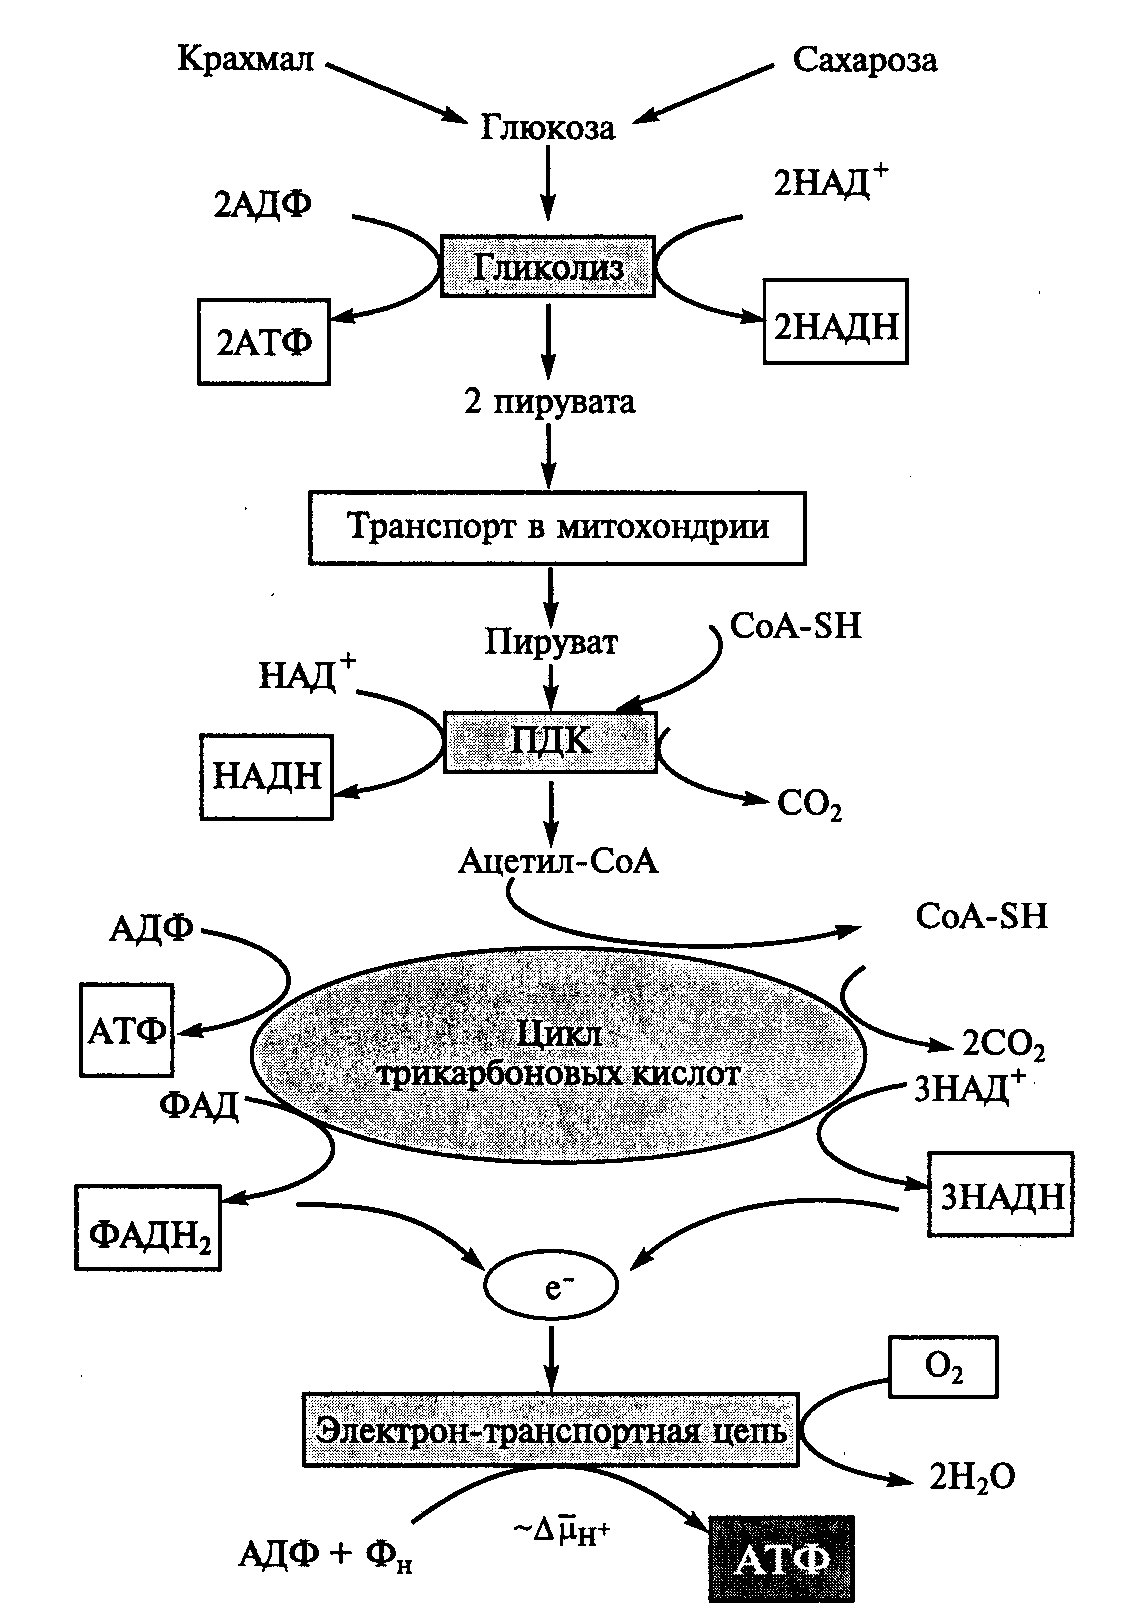 Крахмал
Сахароза
Глюкоза
2АДФ
2НАД⁺
Гликолиз
2АТФ
2НАДН
2 пирувата
Транспорт в митохондрии
Пируват
CoA-SH
НАД⁺
ПДК
НАДН
CO₂
Ацетил-CoA
АДФ
CoA-SH
АТФ
Цикл
трикарбоновых кислот
2CO₂
ФАД
3НАД⁺
ФАДН₂
3НАДН
e⁻
O₂
Электрон-транспортная цепь
2H₂O
АДФ + Фн
~Δμ̄H⁺
АТФ